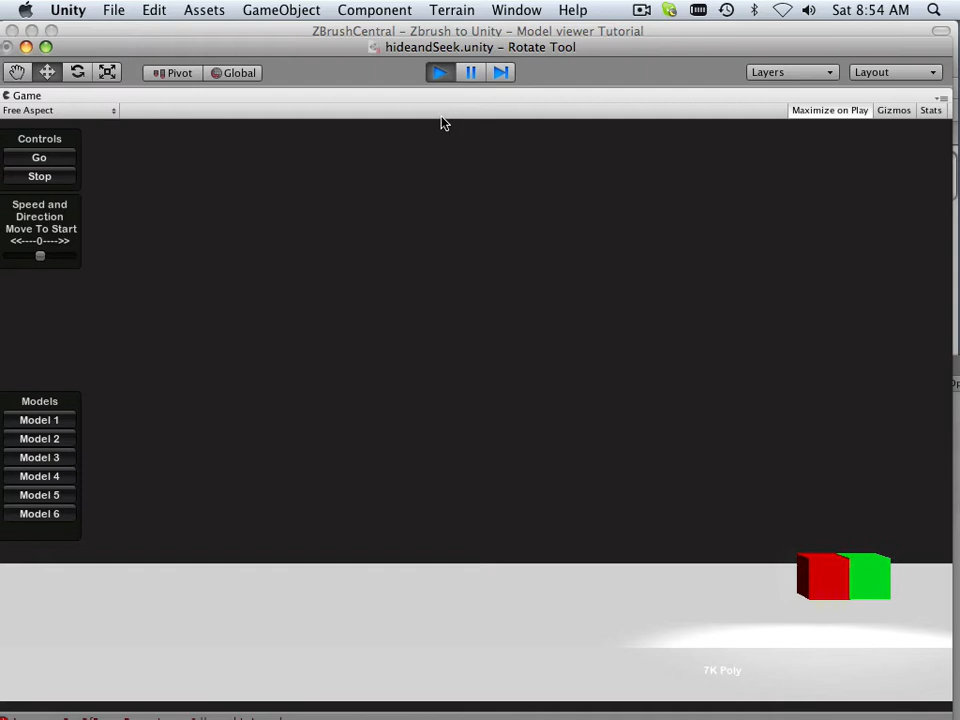 Unity File Edit Assets GameObject Component Terrain Window Help Sat 8:54 AM
ZBrushCentral – Zbrush to Unity – Model viewer Tutorial
hideandSeek.unity – Rotate Tool
Pivot Global Layers Layout
Game
Free Aspect Maximize on Play Gizmos Stats
Controls
Go
Stop
Speed and
Direction
Move To Start
<<----0---->>
Models
Model 1
Model 2
Model 3
Model 4
Model 5
Model 6
7K Poly